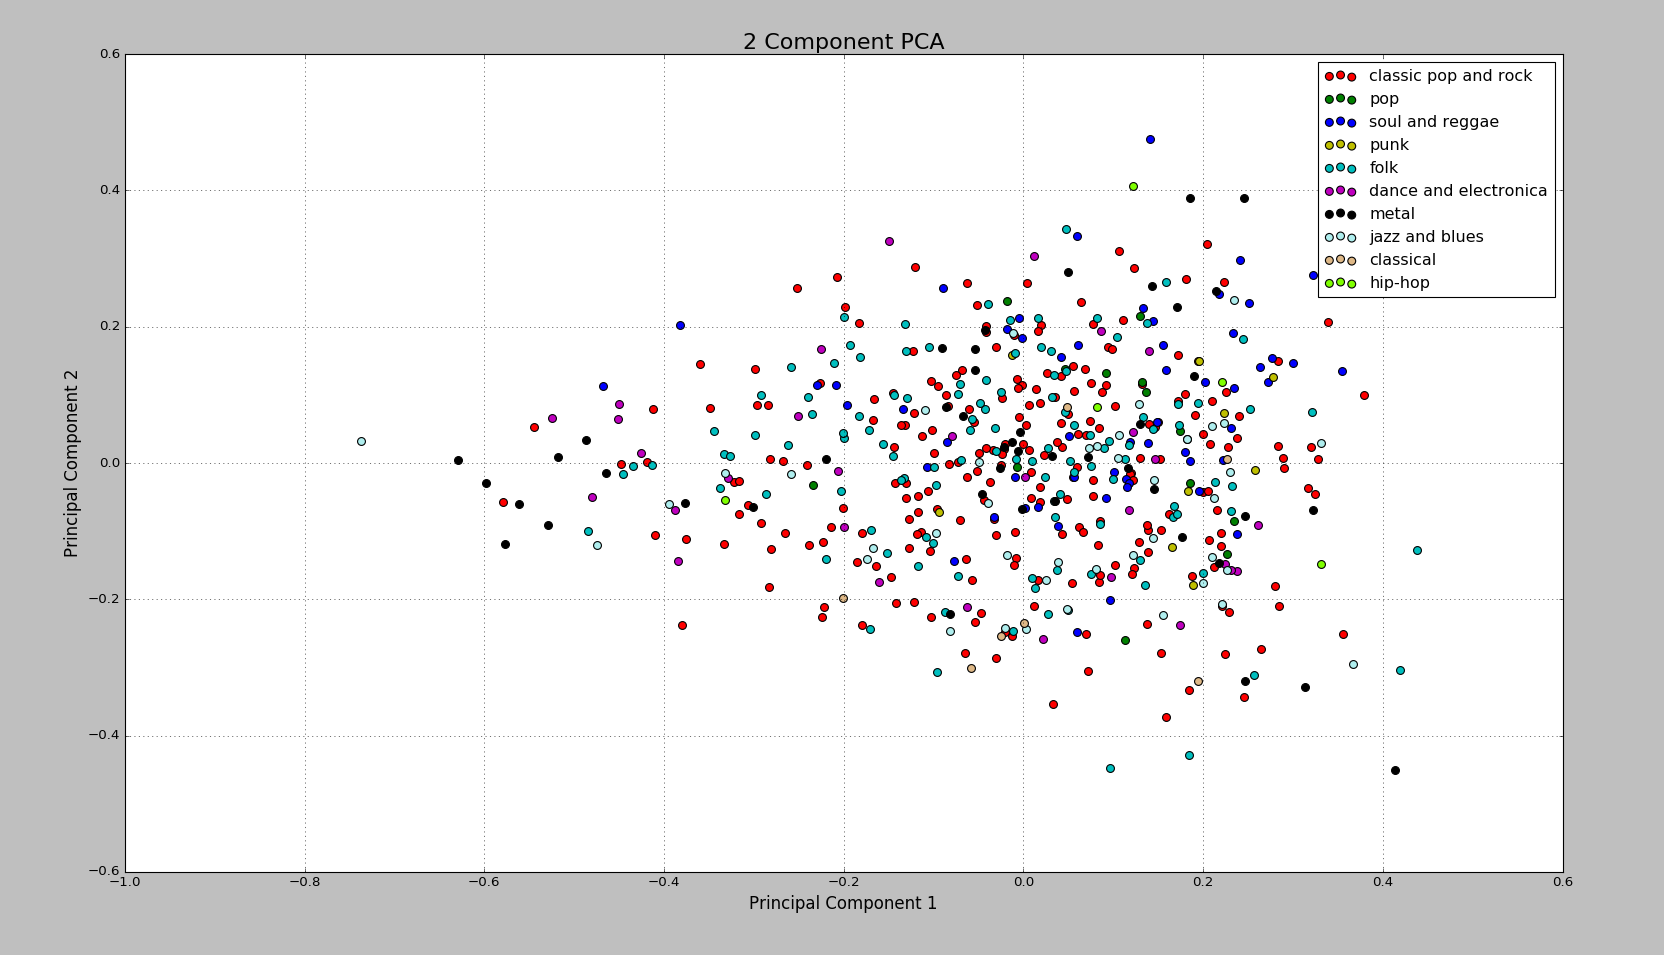 2 Component PCA
0.6
0.4
0.2
0.0
−0.2
−0.4
−0.6
Principal Component 2
classic pop and rock
pop
soul and reggae
punk
folk
dance and electronica
metal
jazz and blues
classical
hip-hop
−1.0 −0.8 −0.6 −0.4 −0.2 0.0 0.2 0.4 0.6
Principal Component 1